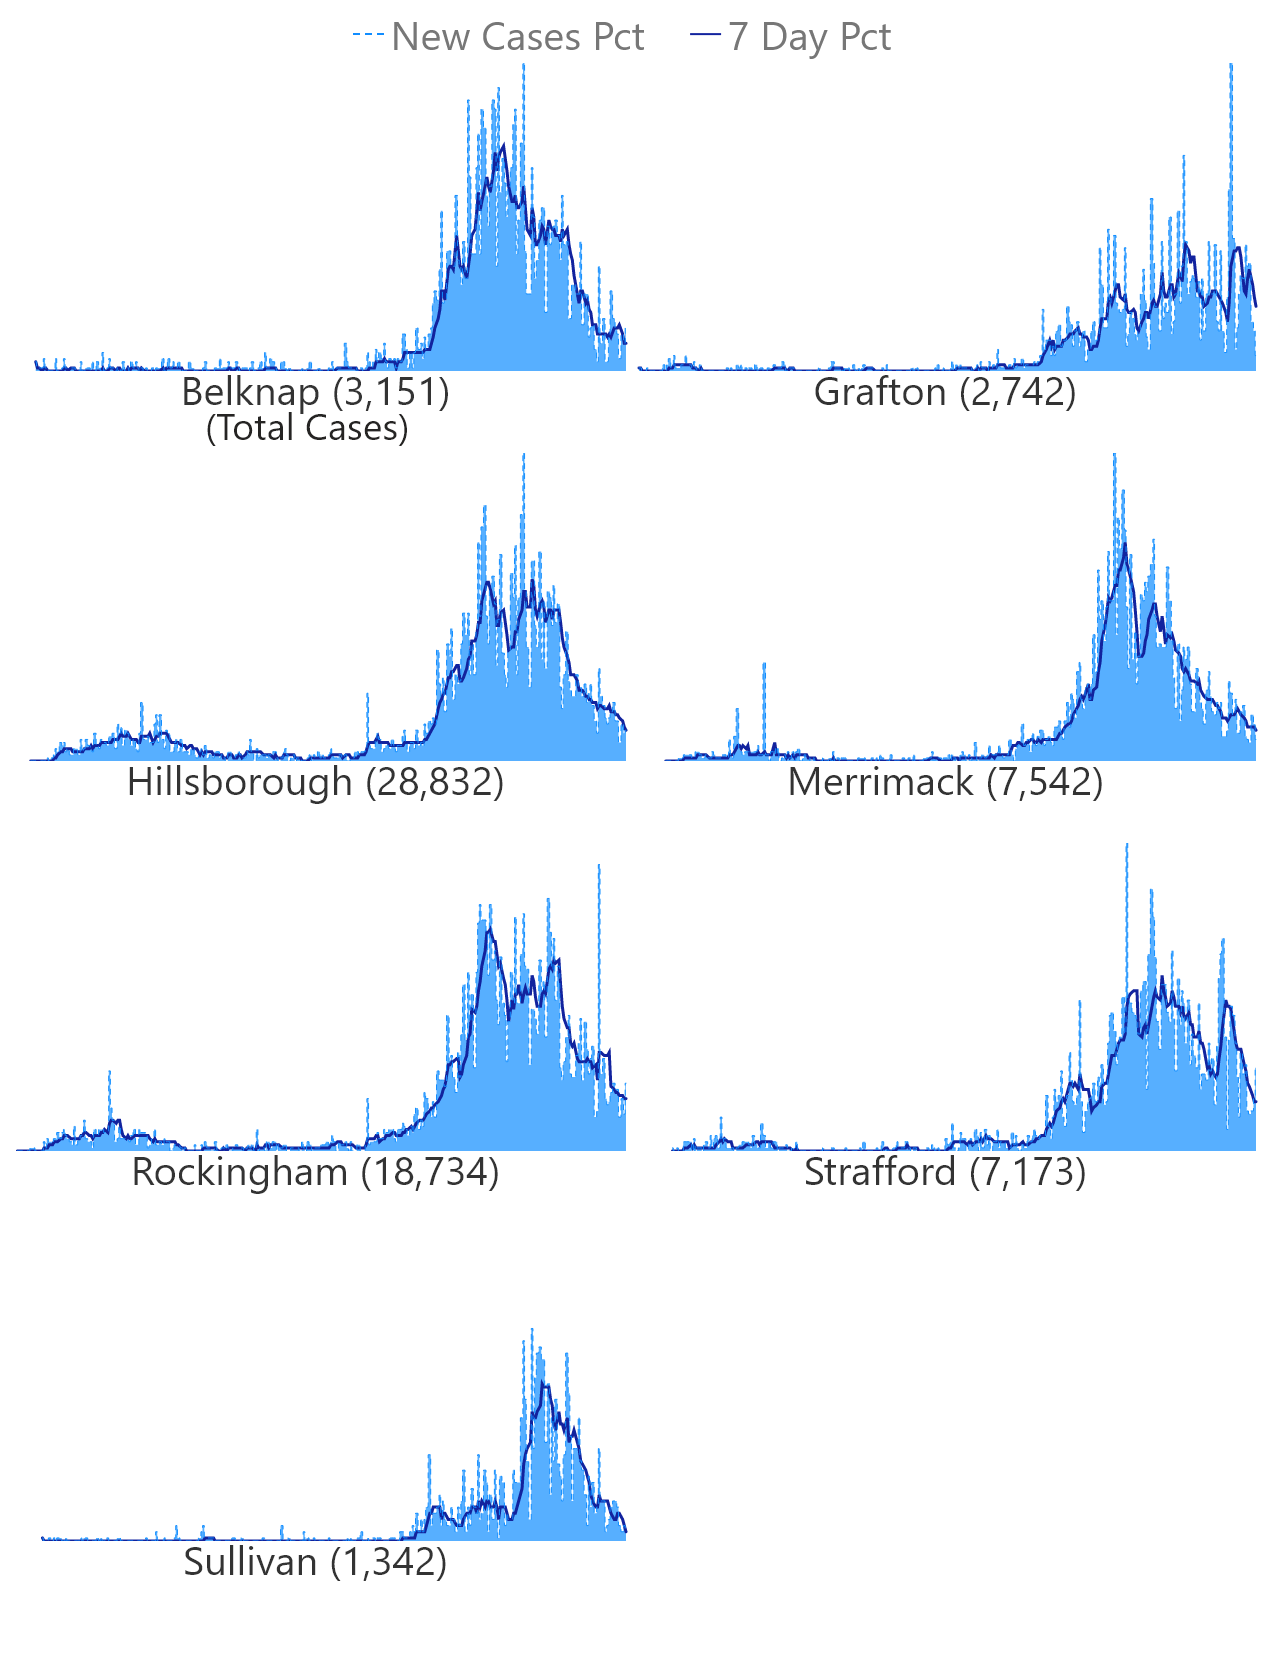 New Cases Pct 7 Day Pct
Belknap (3,151) Grafton (2,742)
(Total Cases)
Hillsborough (28,832) Merrimack (7,542)
Rockingham (18,734) Strafford (7,173)
Sullivan (1,342)